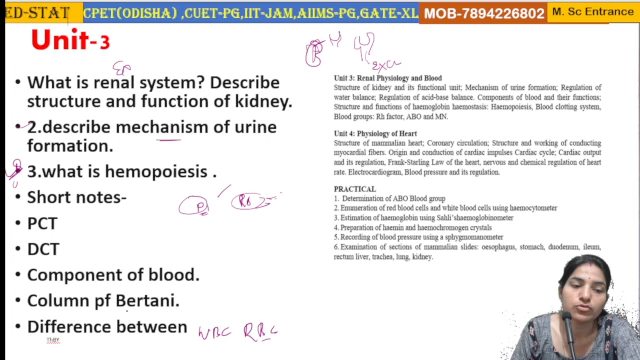 ED-STAT
CPET(ODISHA) ,CUET-PG,IIT-JAM,AIIMS-PG,GATE-XL
MOB-7894226802
M. Sc Entrance
Unit-3
• What is renal system? Describe
structure and function of kidney.
• 2.describe mechanism of urine
formation.
• 3.what is hemopoiesis .
• Short notes-
• PCT
• DCT
• Component of blood.
• Column pf Bertani.
• Difference between WBC RBC
Unit 3: Renal Physiology and Blood
Structure of kidney and its functional unit; Mechanism of urine formation; Regulation of
water balance; Regulation of acid-base balance. Components of blood and their functions;
Structure and functions of haemoglobin haemostasis: Haemopoiesis, Blood clotting system,
Blood groups: Rh factor, ABO and MN.
Unit 4: Physiology of Heart
Structure of mammalian heart; Coronary circulation; Structure and working of conducting
myocardial fibers. Origin and conduction of cardiac impulses Cardiac cycle; Cardiac output
and its regulation, Frank-Starling Law of the heart, nervous and chemical regulation of heart
rate. Electrocardiogram, Blood pressure and its regulation.
PRACTICAL
1. Determination of ABO Blood group
2. Enumeration of red blood cells and white blood cells using haemocytometer
3. Estimation of haemoglobin using Sahli'shaemoglobinometer
4. Preparation of haemin and haemochromogen crystals
5. Recording of blood pressure using a sphygmomanometer
6. Examination of sections of mammalian slides: oesophagus, stomach, duodenum, ileum,
rectum liver, trachea, lung, kidney.